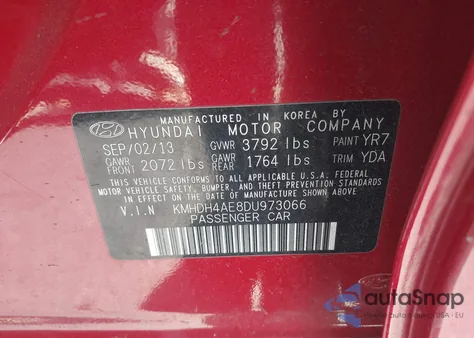 MANUFACTURED IN KOREA BY
HYUNDAI MOTOR COMPANY
SEP/02/13 GVWR 3792 lbs PAINT YR7
GAWR FRONT 2072 lbs GAWR REAR 1764 lbs TRIM YDA
THIS VEHICLE CONFORMS TO ALL APPLICABLE U.S.A. FEDERAL
MOTOR VEHICLE SAFETY, BUMPER, AND THEFT PREVENTION STANDARDS
IN EFFECT ON THE DATE OF MANUFACTURE SHOWN ABOVE.
V.I.N KMHDH4AE8DU973066
PASSENGER CAR
autoSnap